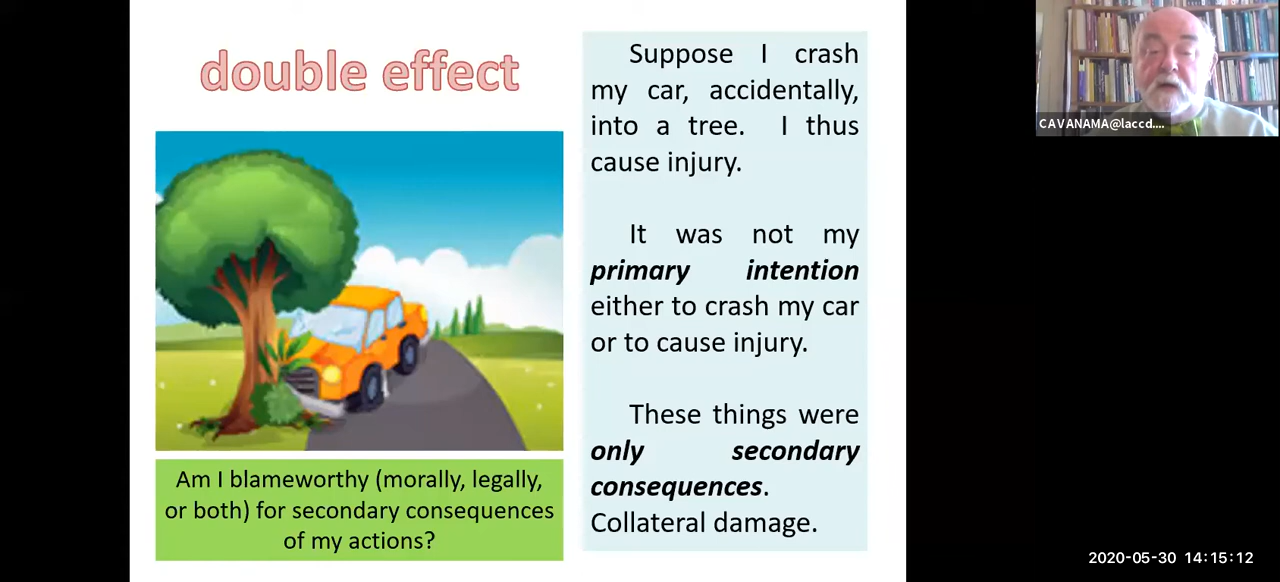 double effect
Suppose I crash
my car, accidentally,
into a tree. I thus
cause injury.
It was not my
primary intention
either to crash my car
or to cause injury.
These things were
only secondary
consequences.
Collateral damage.
Am I blameworthy (morally, legally,
or both) for secondary consequences
of my actions?
CAVANAMA@laccd....
2020-05-30 14:15:12